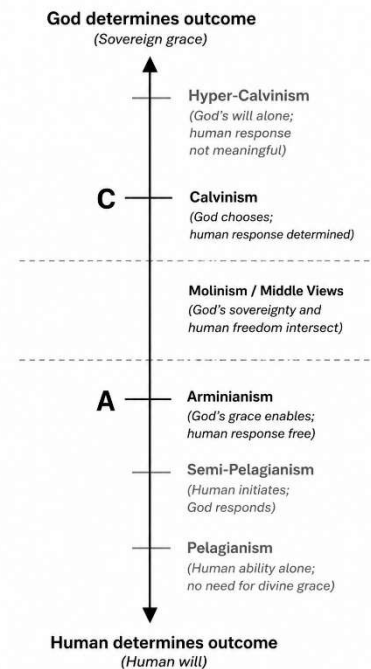 God determines outcome
(Sovereign grace)
Hyper-Calvinism
(God's will alone;
human response
not meaningful)
C
Calvinism
(God chooses;
human response determined)
Molinism / Middle Views
(God's sovereignty and
human freedom intersect)
A
Arminianism
(God's grace enables;
human response free)
Semi-Pelagianism
(Human initiates;
God responds)
Pelagianism
(Human ability alone;
no need for divine grace)
Human determines outcome
(Human will)